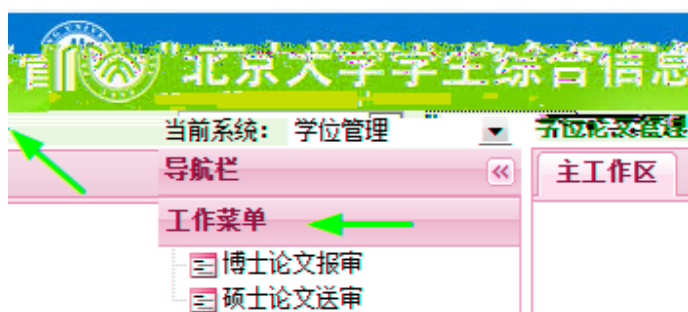 北京大学学生综合信息
当前系统： 学位管理
导航栏
主工作区
工作菜单
博士论文报审
硕士论文送审